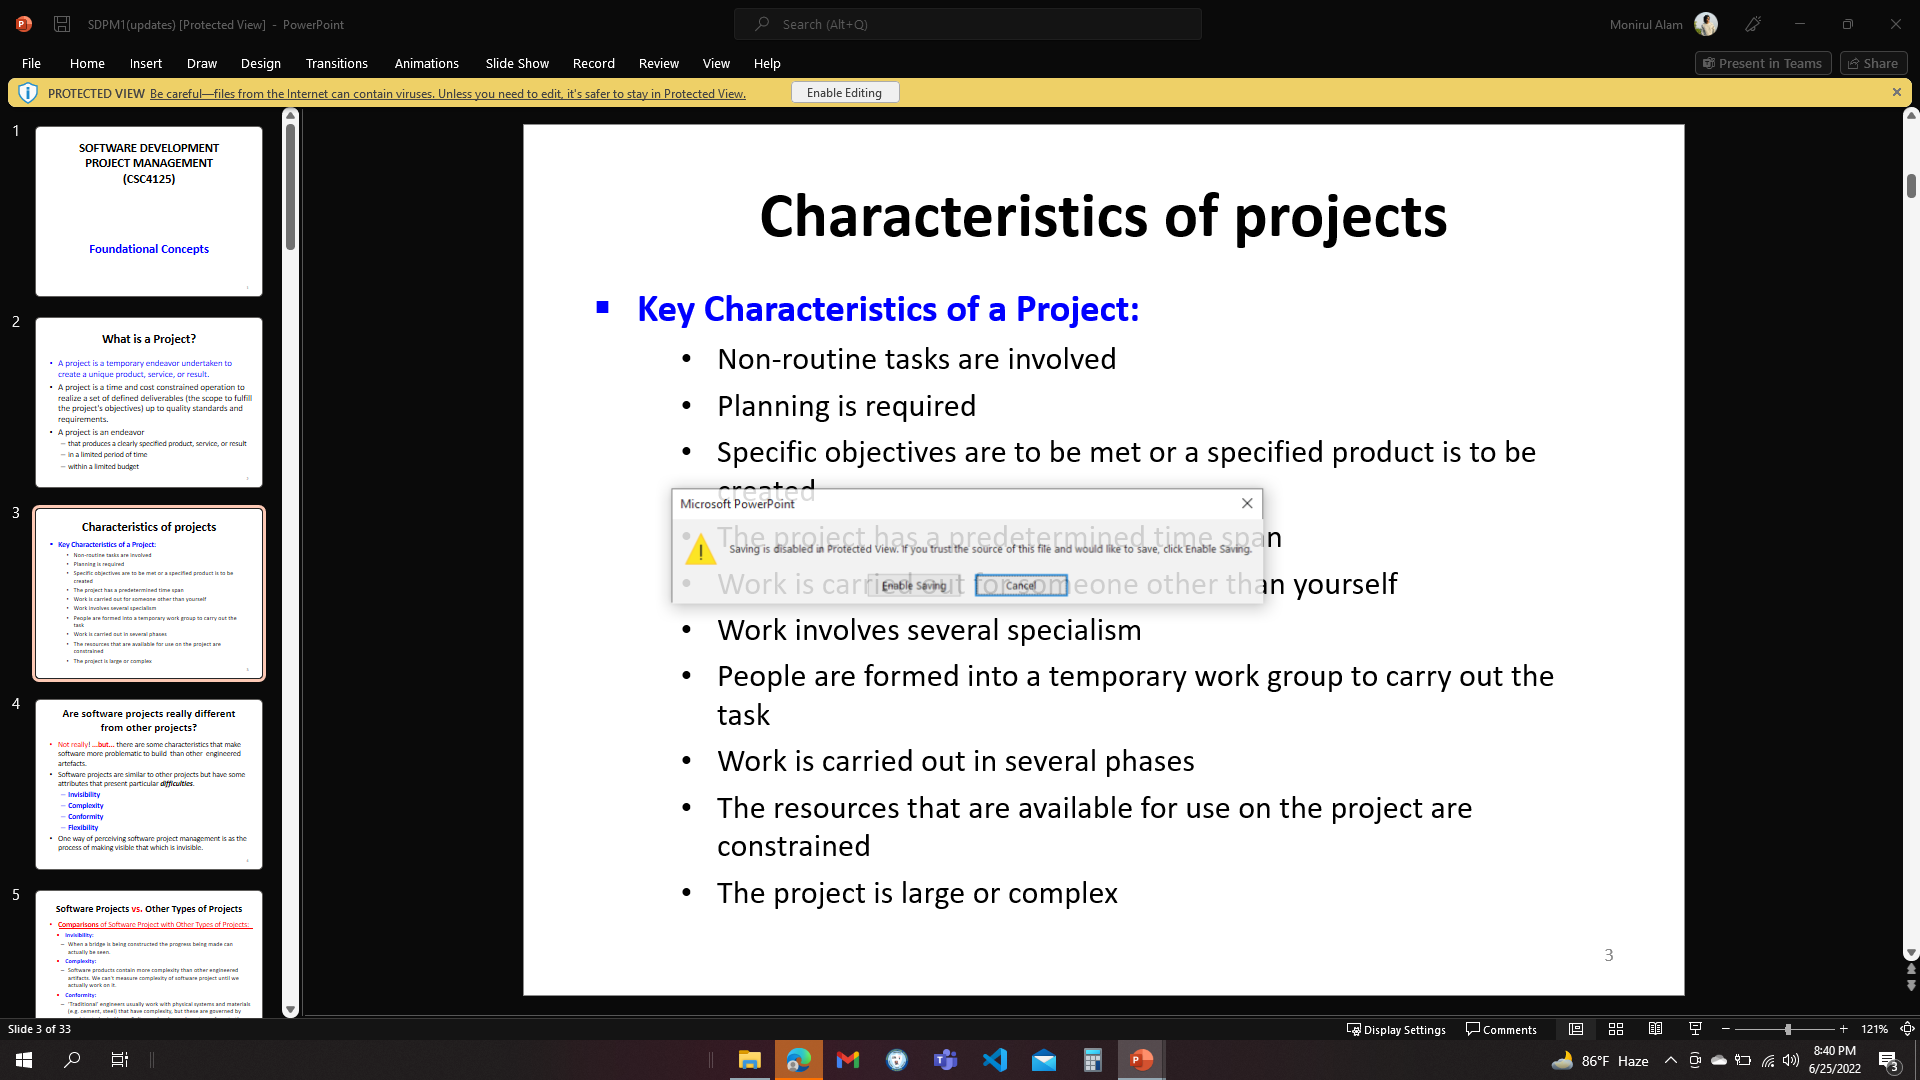 SDPM1(updates) [Protected View] - PowerPoint
Search (Alt+Q)
Monirul Alam
File Home Insert Draw Design Transitions Animations Slide Show Record Review View Help
Present in Teams
Share
PROTECTED VIEW Be careful—files from the Internet can contain viruses. Unless you need to edit, it's safer to stay in Protected View.
Enable Editing
1
SOFTWARE DEVELOPMENT
PROJECT MANAGEMENT
(CSC4125)
Foundational Concepts
2
What is a Project?
• A project is a temporary endeavor undertaken to
create a unique product, service, or result.
• A project is a time and cost constrained operation to
realize a set of defined deliverables (the scope to fulfill
the project's objectives) up to quality standards and
requirements.
• A project is an endeavor
– that produces a clearly specified product, service, or result
– in a limited period of time
– within a limited budget
3
Characteristics of projects
• Key Characteristics of a Project:
• Non-routine tasks are involved
• Planning is required
• Specific objectives are to be met or a specified product is to be
created
• The project has a predetermined time span
• Work is carried out for someone other than yourself
• Work involves several specialism
• People are formed into a temporary work group to carry out the
task
• Work is carried out in several phases
• The resources that are available for use on the project are
constrained
• The project is large or complex
4
Are software projects really different
from other projects?
• Not really! ...but... there are some characteristics that make
software more problematic to build than other engineered
artefacts.
• Software projects are similar to other projects but have some
attributes that present particular difficulties.
– Invisibility
– Complexity
– Conformity
– Flexibility
• One way of perceiving software project management is as the
process of making visible that which is invisible.
5
Software Projects vs. Other Types of Projects
• Comparisons of Software Project with Other Types of Projects:
• Invisibility:
– When a bridge is being constructed the progress being made can
actually be seen.
• Complexity:
– Software products contain more complexity than other engineered
artifacts. We can't measure complexity of software project until we
actually work on it.
• Conformity:
– 'Traditional' engineers usually work with physical systems and materials
(e.g. cement, steel) that have complexity, but these are governed by
Characteristics of projects
Key Characteristics of a Project:
• Non-routine tasks are involved
• Planning is required
• Specific objectives are to be met or a specified product is to be
created
• The project has a predetermined time span
• Work is carried out for someone other than yourself
• Work involves several specialism
• People are formed into a temporary work group to carry out the
task
• Work is carried out in several phases
• The resources that are available for use on the project are
constrained
• The project is large or complex
3
Microsoft PowerPoint
Saving is disabled in Protected View. If you trust the source of this file and would like to save, click Enable Saving.
Enable Saving
Cancel
Slide 3 of 33
Display Settings
Comments
121%
86°F Haze
8:40 PM
6/25/2022
3